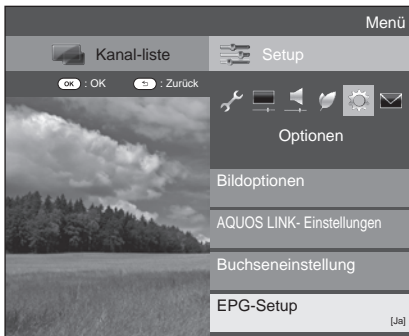 Menü
Kanal-liste
Setup
OK : OK
: Zurück
Optionen
Bildoptionen
AQUOS LINK- Einstellungen
Buchseneinstellung
EPG-Setup
[Ja]